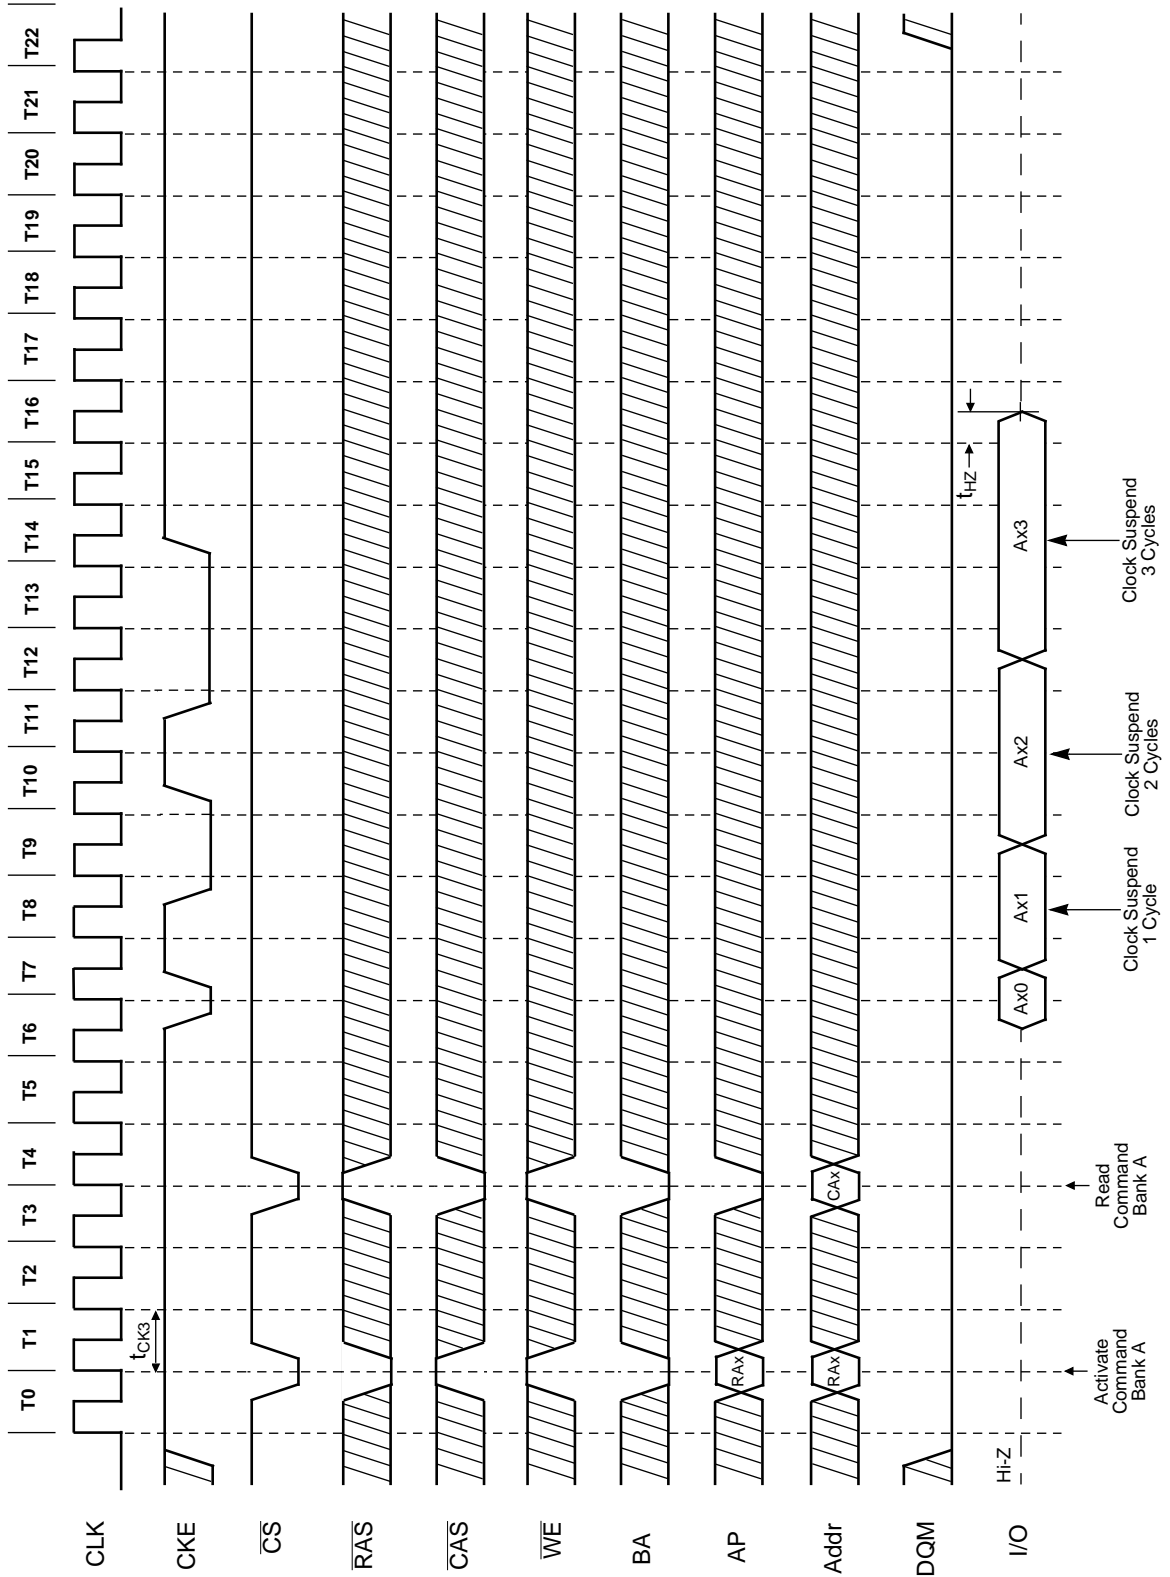 T0 T1 T2 T3 T4 T5 T6 T7 T8 T9 T10 T11 T12 T13 T14 T15 T16 T17 T18 T19 T20 T21 T22
CLK
tCK3
CKE
CS
RAS
CAS
WE
BA
AP
RAx
Addr
RAx CAx
DQM
tHZ
I/O
Hi-Z
Ax0 Ax1 Ax2 Ax3
Activate
Command
Bank A
Read
Command
Bank A
Clock Suspend
1 Cycle
Clock Suspend
2 Cycles
Clock Suspend
3 Cycles